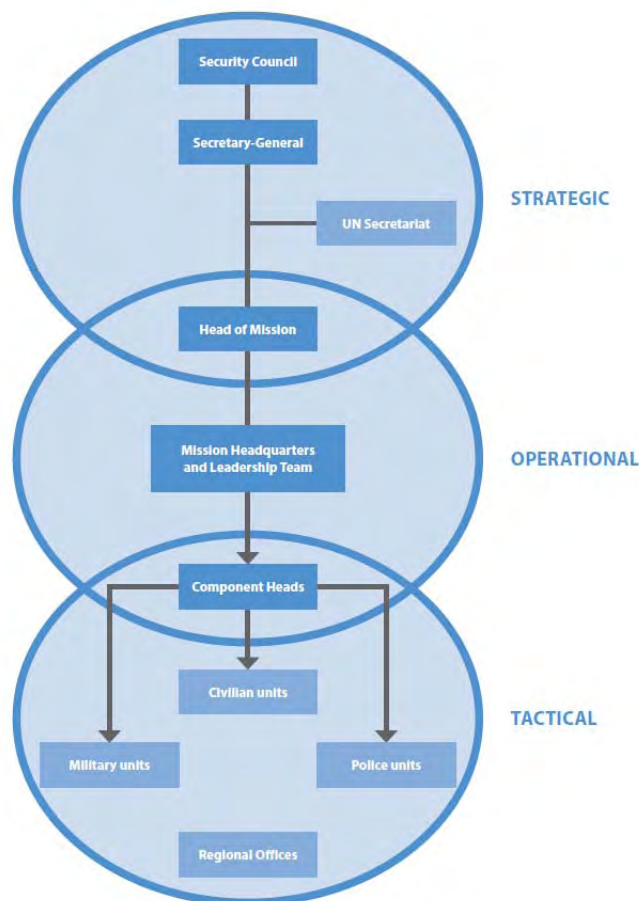 Security Council
Secretary-General
STRATEGIC
UN Secretariat
Head of Mission
Mission Headquarters
and Leadership Team
OPERATIONAL
Component Heads
Civilian units
TACTICAL
Military units
Police units
Regional Offices